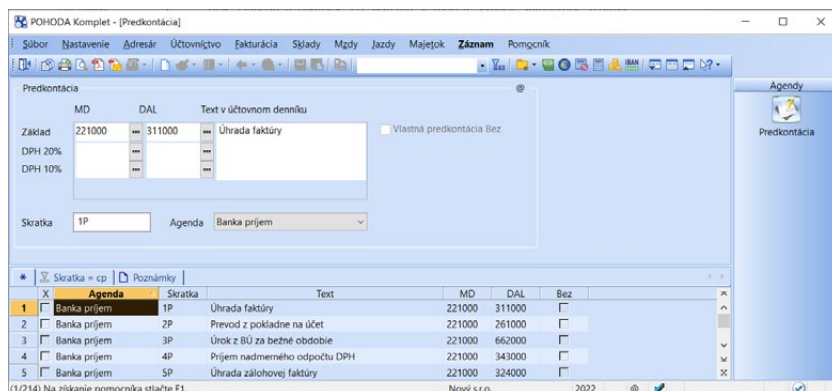 POHODA Komplet - [Predkontácia]
Súbor Nastavenie Adresár Účtovníctvo Fakturácia Sklady Mzdy Jazdy Majetok Záznam Pomocník
IBAN
Predkontácia @
MD DAL Text v účtovnom denníku
Základ 221000 ... 311000 ... Úhrada faktúry Vlastná predkontácia Bez
DPH 20% ... ...
DPH 10% ... ...
Skratka 1P Agenda Banka príjem
Agendy
Predkontácia
* Skratka = cp Poznámky
X Agenda Skratka Text MD DAL Bez
1 Banka príjem 1P Úhrada faktúry 221000 311000
2 Banka príjem 2P Prevod z pokladne na účet 221000 261000
3 Banka príjem 3P Úrok z BÚ za bežné obdobie 221000 662000
4 Banka príjem 4P Príjem nadmerného odpočtu DPH 221000 343000
5 Banka príjem 5P Úhrada zálohovej faktúry 221000 324000
(1/214) Na získanie pomocníka stlačte F1. Nový s.r.o. 2022 @